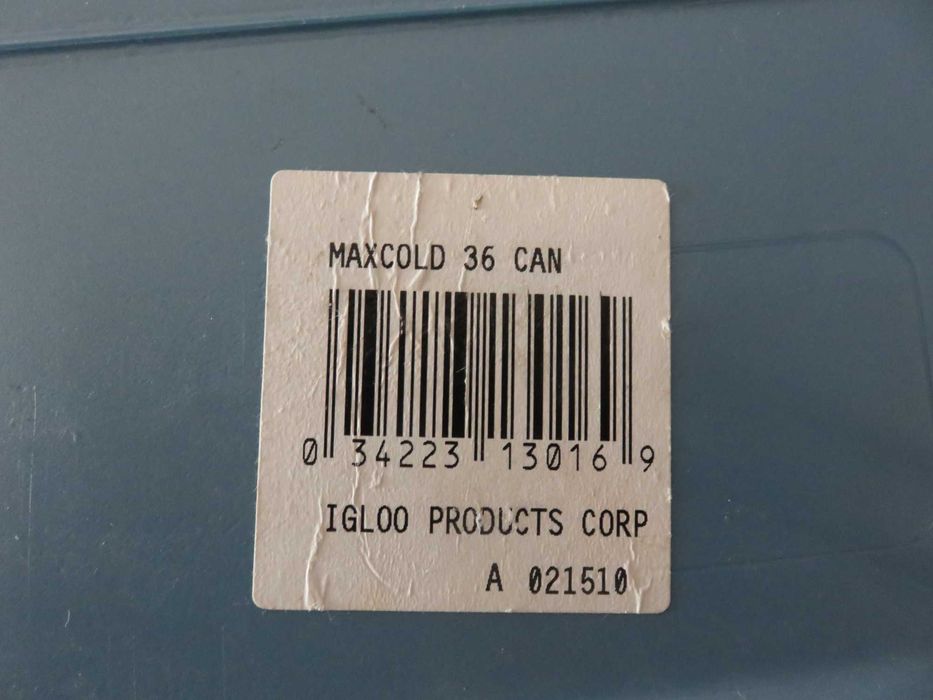 MAXCOLD 36 CAN
0 34223 13016 9
IGLOO PRODUCTS CORP
A 021510